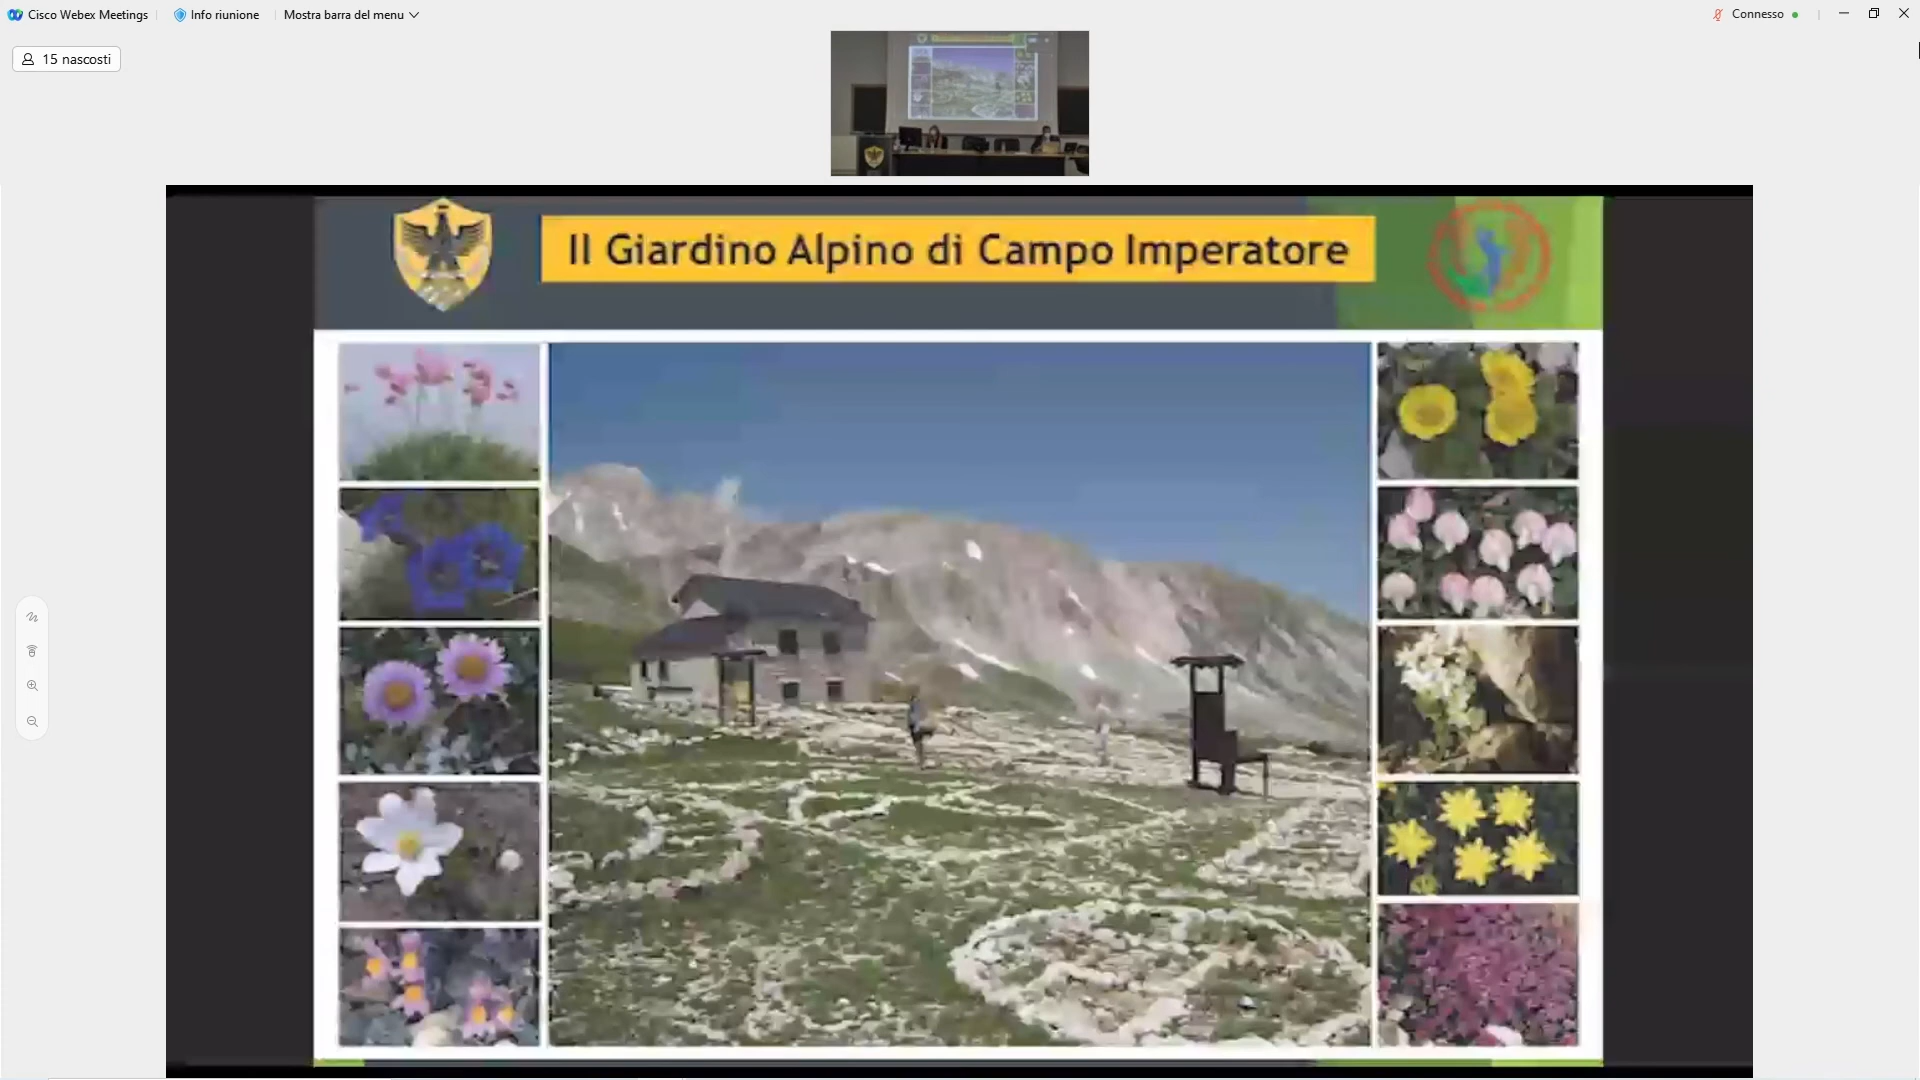 Cisco Webex Meetings
Info riunione
Mostra barra del menu
Connesso
15 nascosti
Il Giardino Alpino di Campo Imperatore